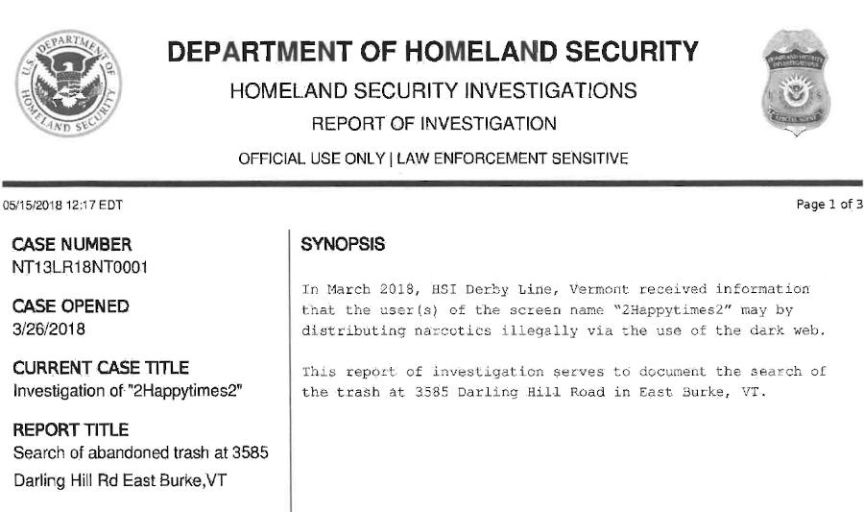 DEPARTMENT OF HOMELAND SECURITY
HOMELAND SECURITY INVESTIGATIONS
REPORT OF INVESTIGATION
OFFICIAL USE ONLY | LAW ENFORCEMENT SENSITIVE
U.S. DEPARTMENT OF
HOMELAND SECURITY
05/15/2018 12:17 EDT
Page 1 of 3
CASE NUMBER
NT13LR18NT0001
CASE OPENED
3/26/2018
CURRENT CASE TITLE
Investigation of "2Happytimes2"
REPORT TITLE
Search of abandoned trash at 3585
Darling Hill Rd East Burke,VT
SYNOPSIS
In March 2018, HSI Derby Line, Vermont received information
that the user(s) of the screen name "2Happytimes2" may by
distributing narcotics illegally via the use of the dark web.
This report of investigation serves to document the search of
the trash at 3585 Darling Hill Road in East Burke, VT.